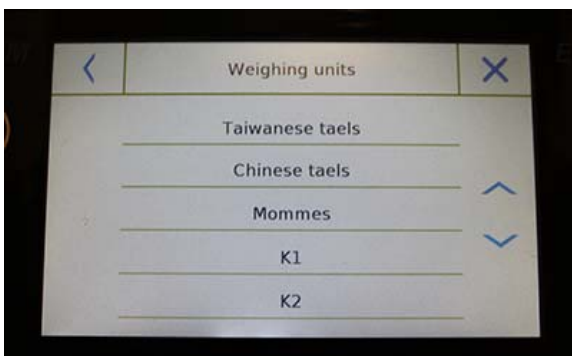 Weighing units
Taiwanese taels
Chinese taels
Mommes
K1
K2